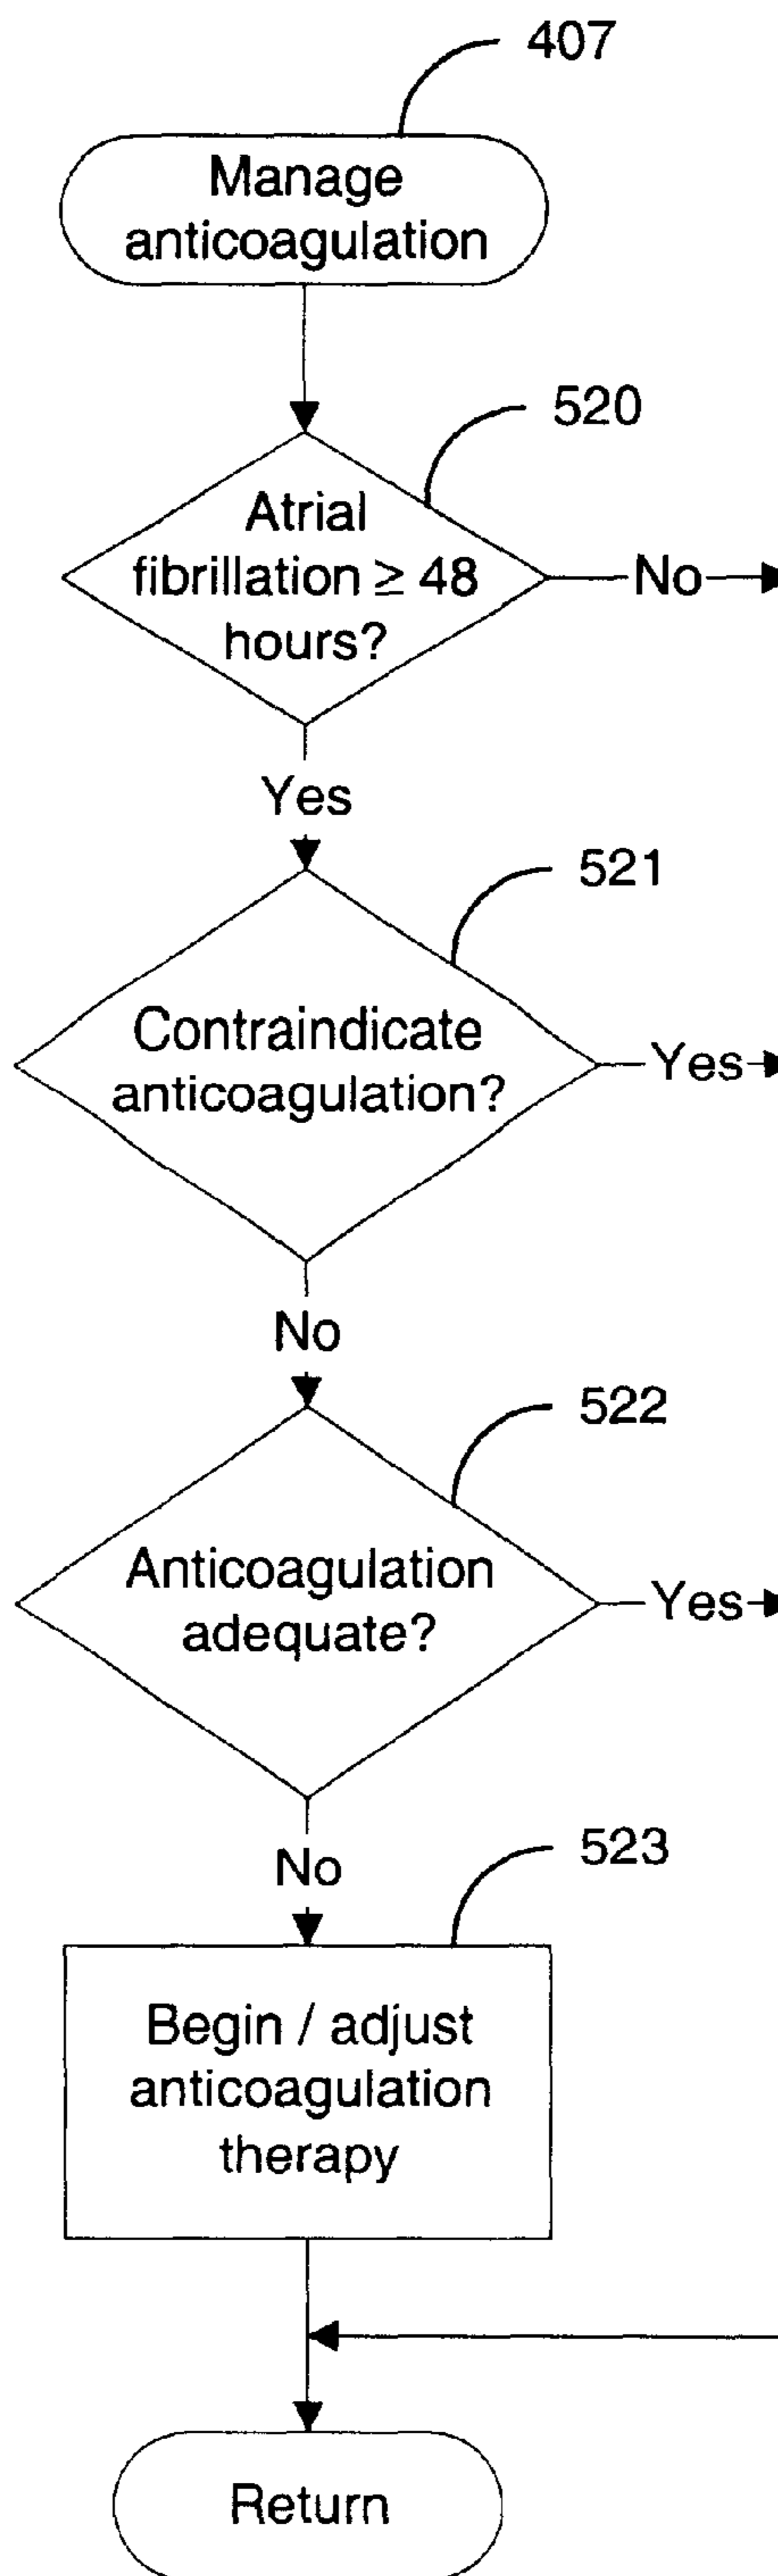 407
Manage
anticoagulation
520
Atrial
fibrillation ≥ 48
hours?
No
Yes
521
Contraindicate
anticoagulation?
Yes
No
522
Anticoagulation
adequate?
Yes
No
523
Begin / adjust
anticoagulation
therapy
Return